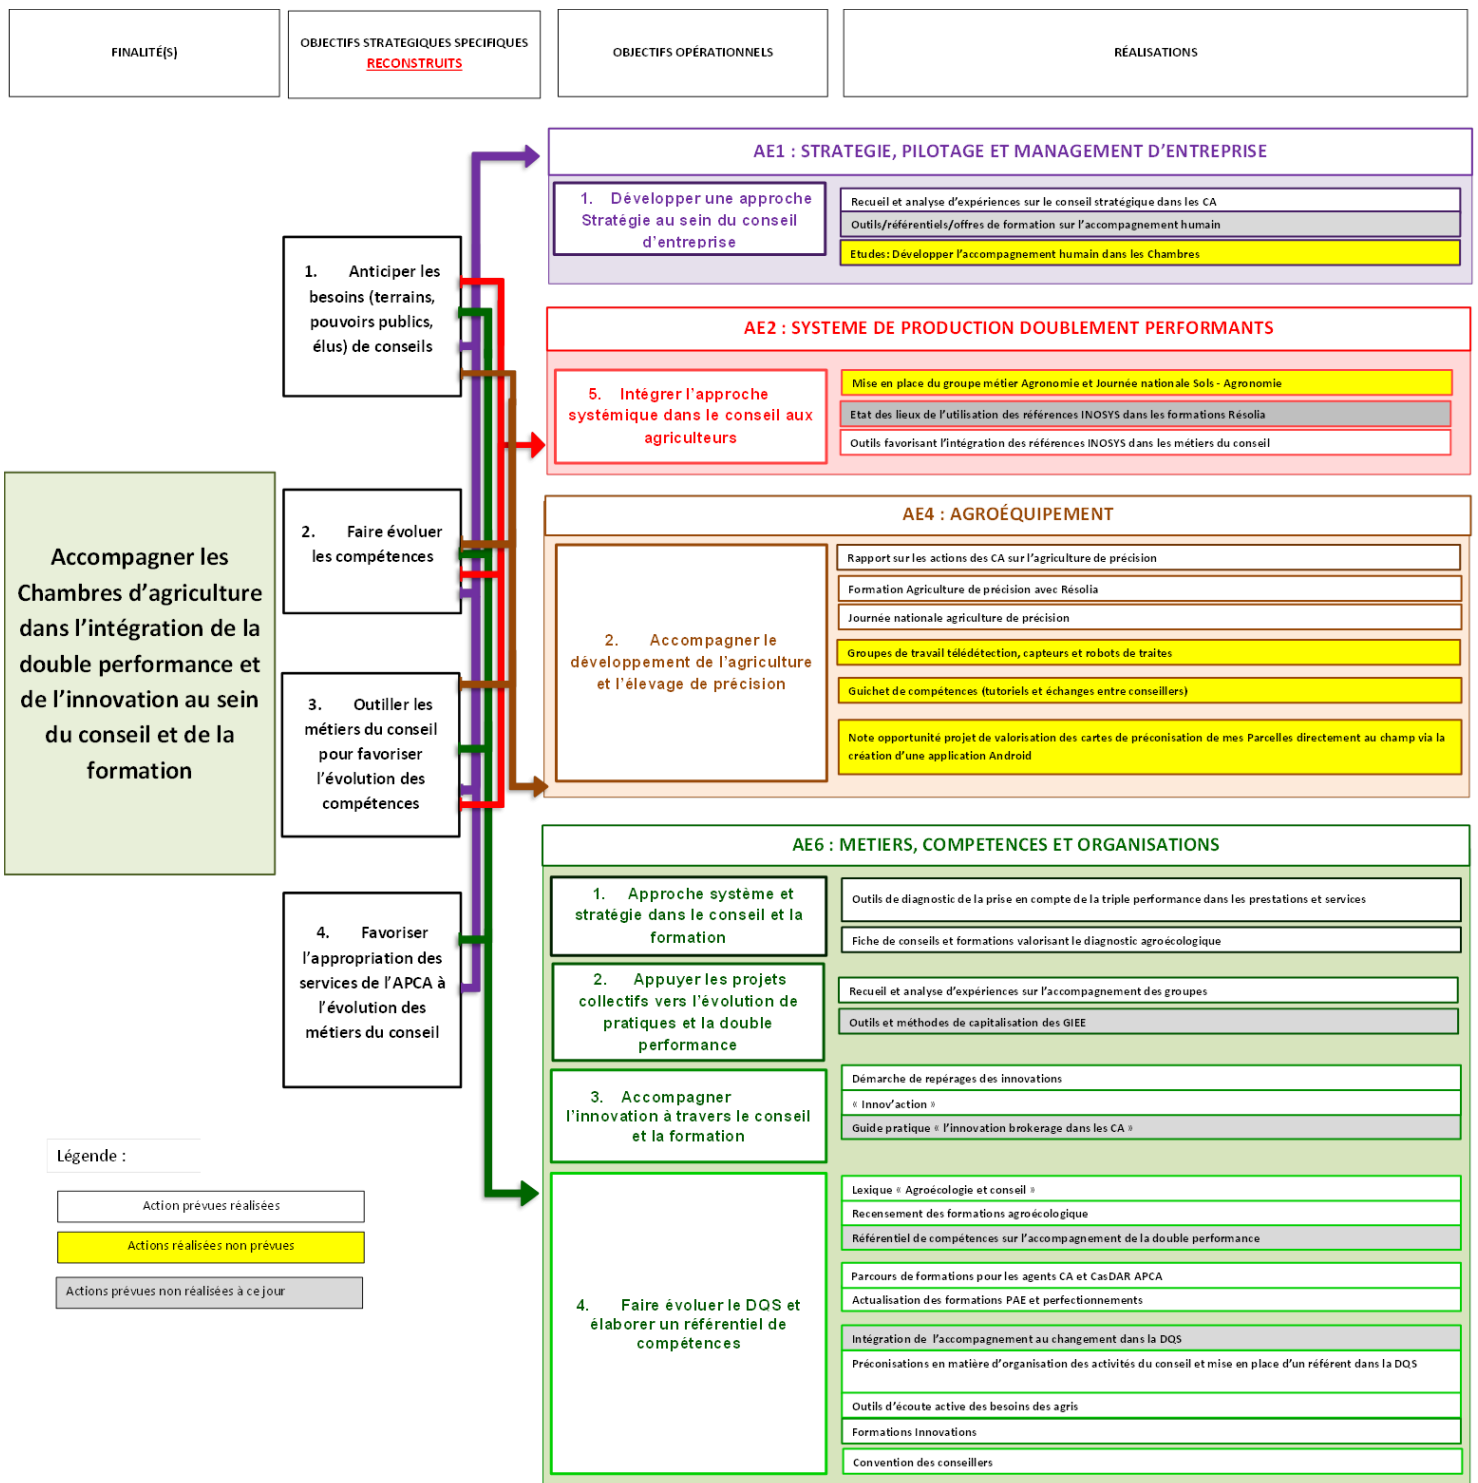 FINALITÉ(S)
OBJECTIFS STRATEGIQUES SPECIFIQUES
RECONSTRUITS
OBJECTIFS OPÉRATIONNELS
RÉALISATIONS
Accompagner les
Chambres d'agriculture
dans l'intégration de la
double performance et
de l'innovation au sein
du conseil et de la
formation
1. Anticiper les
besoins (terrains,
pouvoirs publics,
élus) de conseils
2. Faire évoluer
les compétences
3. Outiller les
métiers du conseil
pour favoriser
l'évolution des
compétences
4. Favoriser
l'appropriation des
services de l'APCA à
l'évolution des
métiers du conseil
AE1 : STRATEGIE, PILOTAGE ET MANAGEMENT D'ENTREPRISE
1. Développer une approche
Stratégie au sein du conseil
d'entreprise
Recueil et analyse d'expériences sur le conseil stratégique dans les CA
Outils/référentiels/offres de formation sur l'accompagnement humain
Etudes: Développer l'accompagnement humain dans les Chambres
AE2 : SYSTEME DE PRODUCTION DOUBLEMENT PERFORMANTS
5. Intégrer l'approche
systémique dans le conseil aux
agriculteurs
Mise en place du groupe métier Agronomie et Journée nationale Sols - Agronomie
Etat des lieux de l'utilisation des références INOSYS dans les formations Résolia
Outils favorisant l'intégration des références INOSYS dans les métiers du conseil
AE4 : AGROÉQUIPEMENT
2. Accompagner le
développement de l'agriculture
et l'élevage de précision
Rapport sur les actions des CA sur l'agriculture de précision
Formation Agriculture de précision avec Résolia
Journée nationale agriculture de précision
Groupes de travail télédétection, capteurs et robots de traites
Guichet de compétences (tutoriels et échanges entre conseillers)
Note opportunité projet de valorisation des cartes de préconisation de mes Parcelles directement au champ via la
création d'une application Android
AE6 : METIERS, COMPETENCES ET ORGANISATIONS
1. Approche système et
stratégie dans le conseil et la
formation
Outils de diagnostic de la prise en compte de la triple performance dans les prestations et services
Fiche de conseils et formations valorisant le diagnostic agroécologique
2. Appuyer les projets
collectifs vers l'évolution de
pratiques et la double
performance
Recueil et analyse d'expériences sur l'accompagnement des groupes
Outils et méthodes de capitalisation des GIEE
3. Accompagner
l'innovation à travers le conseil
et la formation
Démarche de repérages des innovations
« Innov'action »
Guide pratique « l'innovation brokerage dans les CA »
4. Faire évoluer le DQS et
élaborer un référentiel de
compétences
Lexique « Agroécologie et conseil »
Recensement des formations agroécologique
Référentiel de compétences sur l'accompagnement de la double performance
Parcours de formations pour les agents CA et CasDAR APCA
Actualisation des formations PAE et perfectionnements
Intégration de l'accompagnement au changement dans la DQS
Préconisations en matière d'organisation des activités du conseil et mise en place d'un référent dans la DQS
Outils d'écoute active des besoins des agris
Formations Innovations
Convention des conseillers
Légende :
Action prévues réalisées
Actions réalisées non prévues
Actions prévues non réalisées à ce jour